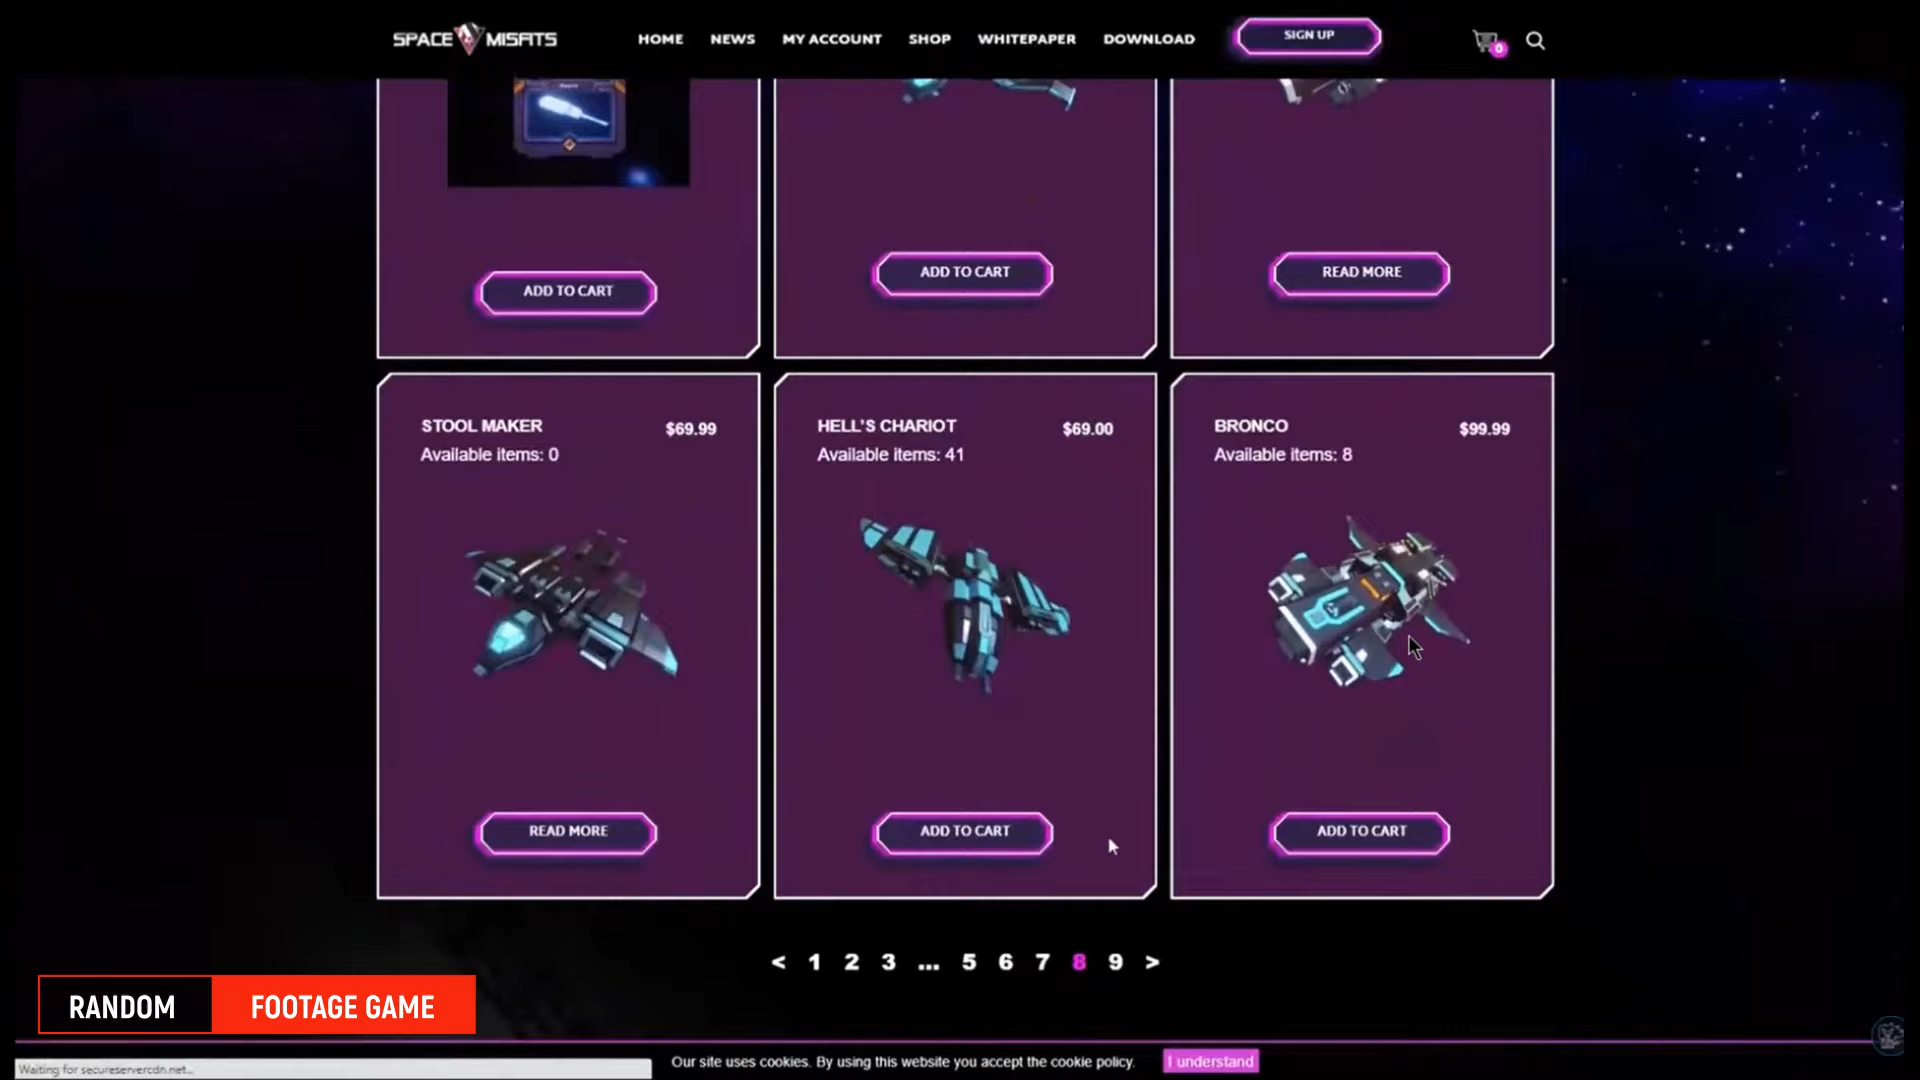 SPACE MISFITS
HOME NEWS MY ACCOUNT SHOP WHITEPAPER DOWNLOAD SIGN UP 0
ADD TO CART
ADD TO CART
READ MORE
STOOL MAKER $69.99
Available items: 0
READ MORE
HELL'S CHARIOT $69.00
Available items: 41
ADD TO CART
BRONCO $99.99
Available items: 8
ADD TO CART
< 1 2 3 ... 5 6 7 8 9 >
RANDOM FOOTAGE GAME
Our site uses cookies. By using this website you accept the cookie policy. I understand
Waiting for secureservercdn.net...